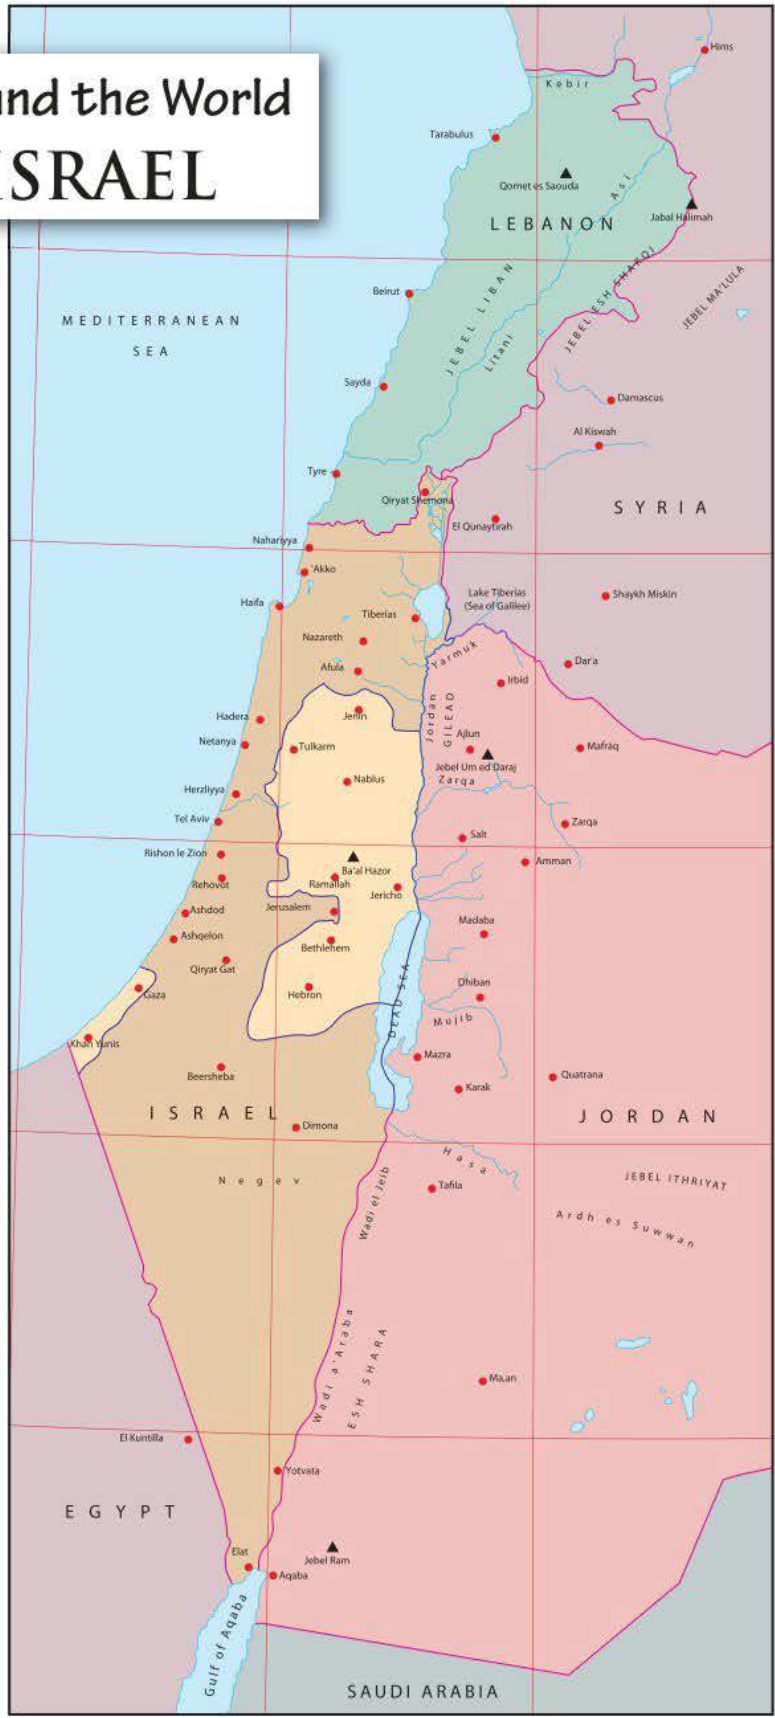 und the World
ISRAEL
Hims
Kebir
Tarabulus
Qornet es Saouda
Asi
Jabal Halimah
LEBANON
JEBEL ESH SHARQI
JEBEL MA'LULA
Beirut
JEBEL LIBAN
MEDITERRANEAN
SEA
Litani
Sayda
Damascus
Al Kiswah
Tyre
Qiryat Shemona
SYRIA
El Qunaytirah
Nahariyya
'Akko
Lake Tiberias
(Sea of Galilee)
Shaykh Miskin
Haifa
Tiberias
Nazareth
Yarmuk
Dar'a
Afula
Irbid
Jordan
GILEAD
Jenin
Hadera
Ajlun
Netanya
Tulkarm
Mafraq
Jebel Um ed Daraj
Zarqa
Nablus
Herzliyya
Tel Aviv
Zarqa
Salt
Rishon le Zion
Amman
Ba'al Hazor
Rehovot
Ramallah
Jericho
Jerusalem
Ashdod
Madaba
Ashqelon
Bethlehem
Qiryat Gat
DEAD SEA
Dhiban
Gaza
Hebron
Mujib
Khan Yunis
Mazra
Beersheba
Quatrana
Karak
ISRAEL
JORDAN
Dimona
Hasa
Negev
JEBEL ITHRIYAT
Wadi el Jeib
Tafila
Ardh es Suwwan
Wadi a'Araba
ESH SHARA
Ma,an
El Kuntilla
Yotvata
EGYPT
Elat
Jebel Ram
Aqaba
Gulf of Aqaba
SAUDI ARABIA